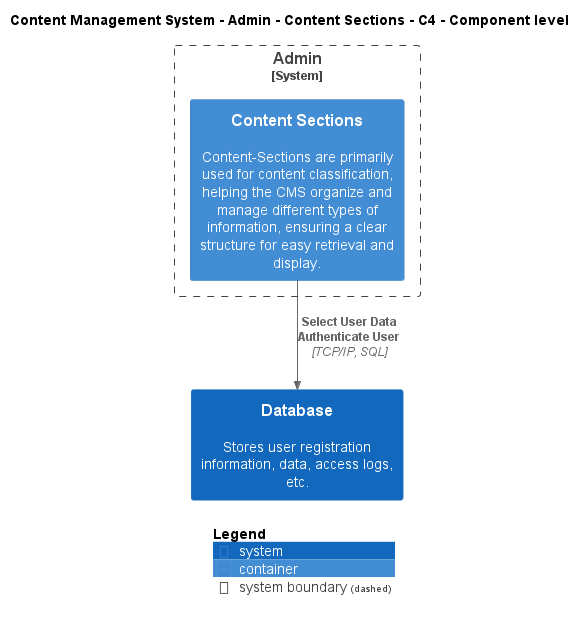 Content Management System - Admin - Content Sections - C4 - Component level
Admin
[System]
Content Sections
Content-Sections are primarily
used for content classification,
helping the CMS organize and
manage different types of
information, ensuring a clear
structure for easy retrieval and
display.
Select User Data
Authenticate User
[TCP/IP, SQL]
Database
Stores user registration
information, data, access logs,
etc.
Legend
system
container
system boundary (dashed)